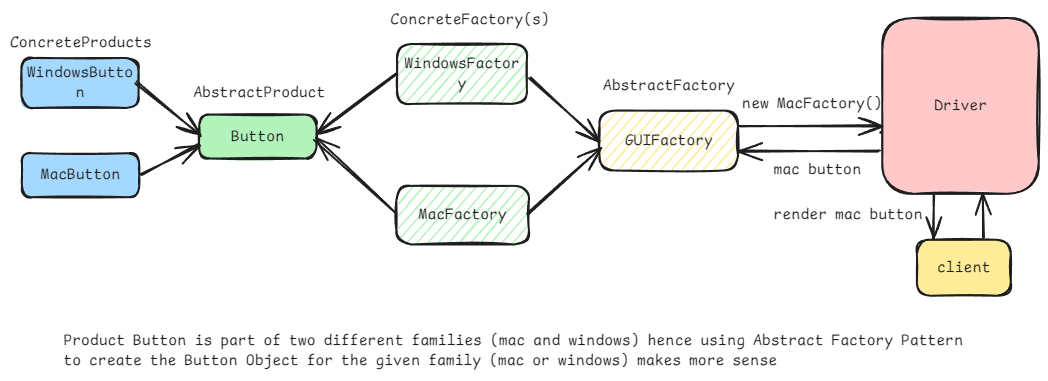 ConcreteFactory(s)
ConcreteProducts
WindowsButto
n
AbstractProduct
Button
MacButton
WindowsFactor
y
MacFactory
AbstractFactory
GUIFactory
new MacFactory()
mac button
Driver
render mac button
client
Product Button is part of two different families (mac and windows) hence using Abstract Factory Pattern
to create the Button Object for the given family (mac or windows) makes more sense